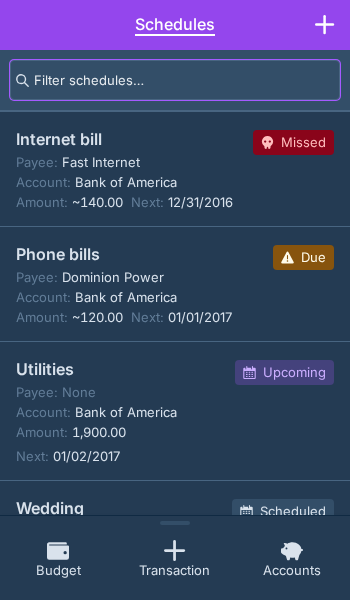 Schedules
Filter schedules...
Internet bill
Missed
Payee: Fast Internet
Account: Bank of America
Amount: ~140.00 Next: 12/31/2016
Phone bills
Due
Payee: Dominion Power
Account: Bank of America
Amount: ~120.00 Next: 01/01/2017
Utilities
Upcoming
Payee: None
Account: Bank of America
Amount: 1,900.00
Next: 01/02/2017
Wedding
Scheduled
Budget
Transaction
Accounts